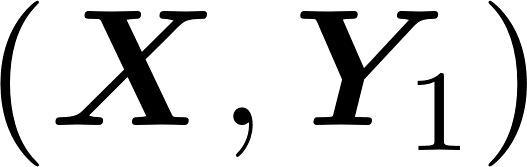 (𝑿, 𝒀₁)